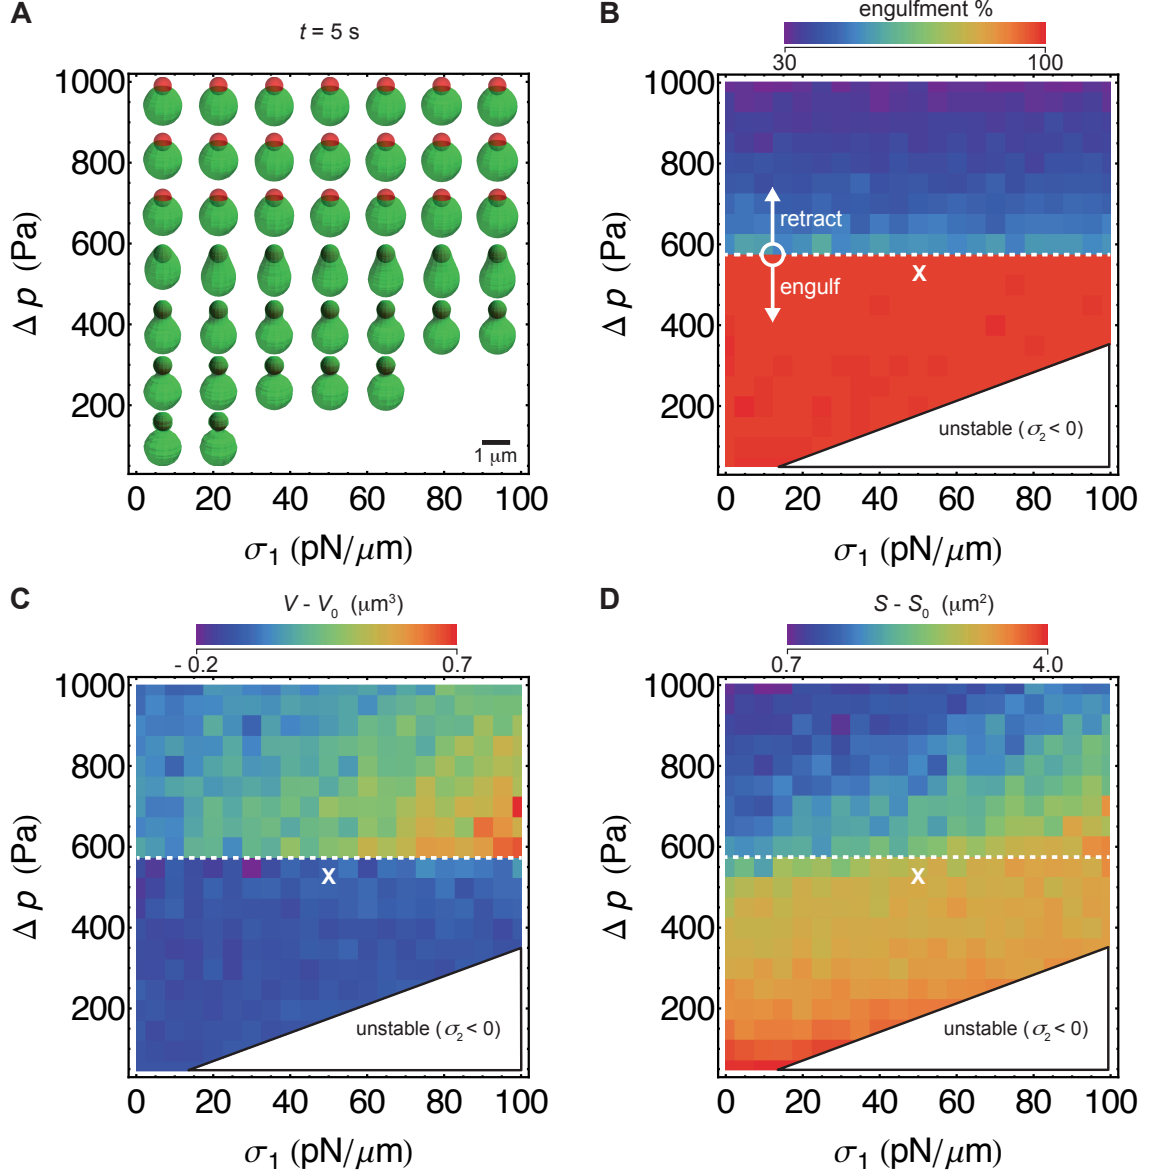 A
t = 5 s
1000
800
600
400
200
Δ p (Pa)
1 μm
0 20 40 60 80 100
σ1 (pN/μm)
B
engulfment %
30 100
1000
800
600
400
200
Δ p (Pa)
retract
x
engulf
unstable (σ2 < 0)
0 20 40 60 80 100
σ1 (pN/μm)
C
V - V0 (μm³)
- 0.2 0.7
1000
800
600
400
200
Δ p (Pa)
x
unstable (σ2 < 0)
0 20 40 60 80 100
σ1 (pN/μm)
D
S - S0 (μm²)
0.7 4.0
1000
800
600
400
200
Δ p (Pa)
x
unstable (σ2 < 0)
0 20 40 60 80 100
σ1 (pN/μm)